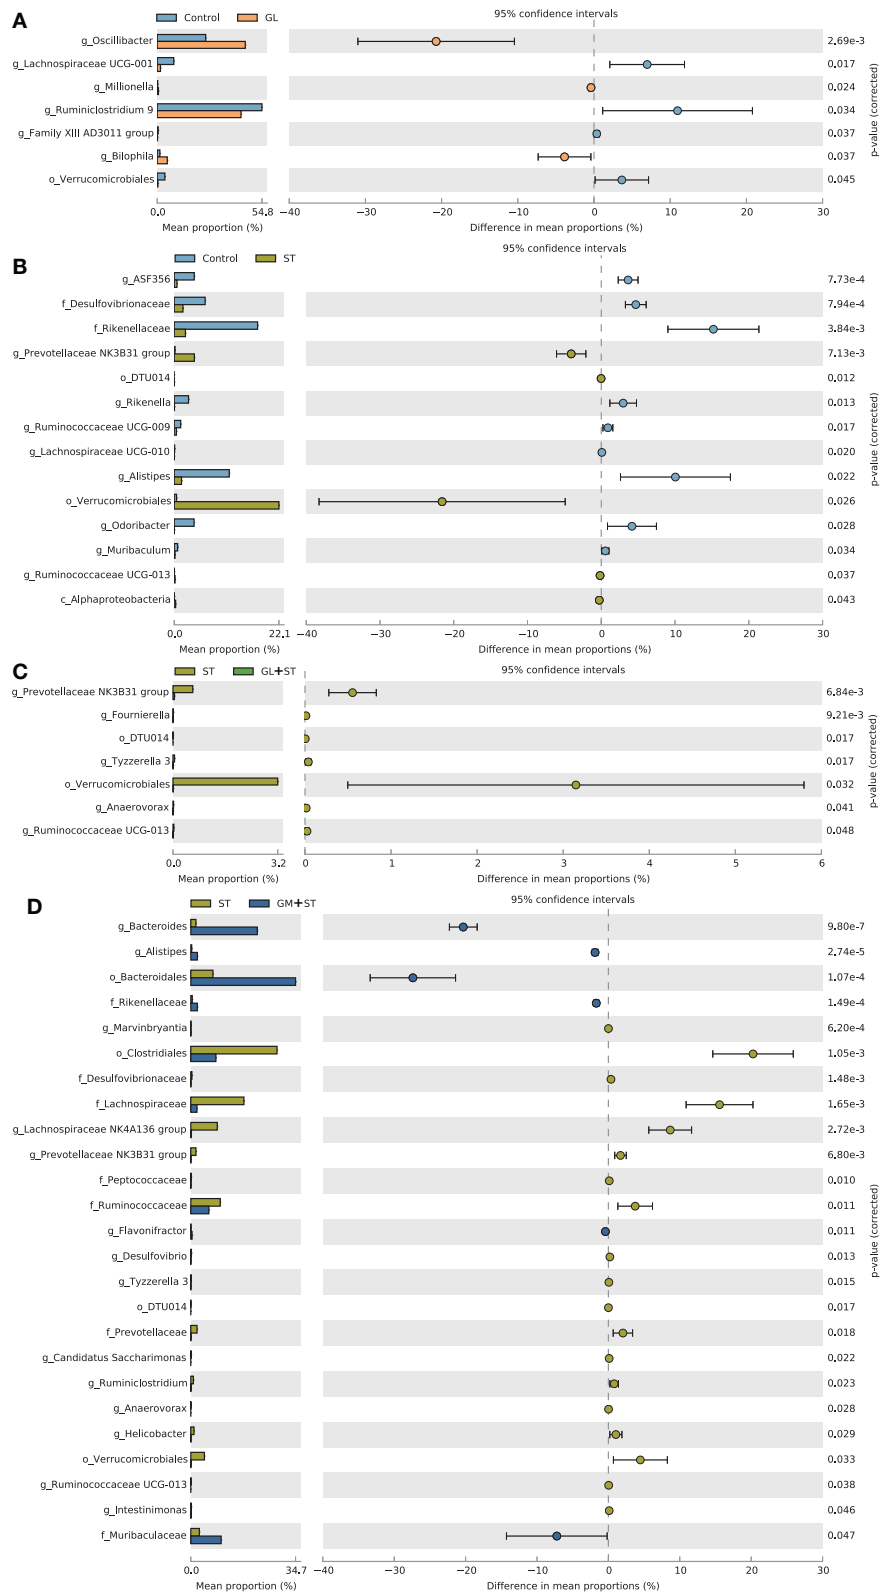 A
Control GL
95% confidence intervals
g_Oscillibacter 2.69e-3
g_Lachnospiraceae UCG-001 0.017
g_Millionella 0.024
g_Ruminiclostridium 9 0.034
g_Family XIII AD3011 group 0.037
g_Bilophila 0.037
o_Verrucomicrobiales 0.045
p-value (corrected)
0.0 54.8 −40 −30 −20 −10 0 10 20 30
Mean proportion (%) Difference in mean proportions (%)
B
Control ST
95% confidence intervals
g_ASF356 7.73e-4
f_Desulfovibrionaceae 7.94e-4
f_Rikenellaceae 3.84e-3
g_Prevotellaceae NK3B31 group 7.13e-3
o_DTU014 0.012
g_Rikenella 0.013
g_Ruminococcaceae UCG-009 0.017
g_Lachnospiraceae UCG-010 0.020
g_Alistipes 0.022
o_Verrucomicrobiales 0.026
g_Odoribacter 0.028
g_Muribaculum 0.034
g_Ruminococcaceae UCG-013 0.037
c_Alphaproteobacteria 0.043
p-value (corrected)
0.0 22.1 −40 −30 −20 −10 0 10 20 30
Mean proportion (%) Difference in mean proportions (%)
C
ST GL+ST
95% confidence intervals
g_Prevotellaceae NK3B31 group 6.84e-3
g_Fournierella 9.21e-3
o_DTU014 0.017
g_Tyzzerella 3 0.017
o_Verrucomicrobiales 0.032
g_Anaerovorax 0.041
g_Ruminococcaceae UCG-013 0.048
p-value (corrected)
0.0 3.2 0 1 2 3 4 5 6
Mean proportion (%) Difference in mean proportions (%)
D
ST GM+ST
95% confidence intervals
g_Bacteroides 9.80e-7
g_Alistipes 2.74e-5
o_Bacteroidales 1.07e-4
f_Rikenellaceae 1.49e-4
g_Marvinbryantia 6.20e-4
o_Clostridiales 1.05e-3
f_Desulfovibrionaceae 1.48e-3
f_Lachnospiraceae 1.65e-3
g_Lachnospiraceae NK4A136 group 2.72e-3
g_Prevotellaceae NK3B31 group 6.80e-3
f_Peptococcaceae 0.010
f_Ruminococcaceae 0.011
g_Flavonifractor 0.011
g_Desulfovibrio 0.013
g_Tyzzerella 3 0.015
o_DTU014 0.017
f_Prevotellaceae 0.018
g_Candidatus Saccharimonas 0.022
g_Ruminiclostridium 0.023
g_Anaerovorax 0.028
g_Helicobacter 0.029
o_Verrucomicrobiales 0.033
g_Ruminococcaceae UCG-013 0.038
g_Intestinimonas 0.046
f_Muribaculaceae 0.047
p-value (corrected)
0.0 34.7 −40 −30 −20 −10 0 10 20 30
Mean proportion (%) Difference in mean proportions (%)